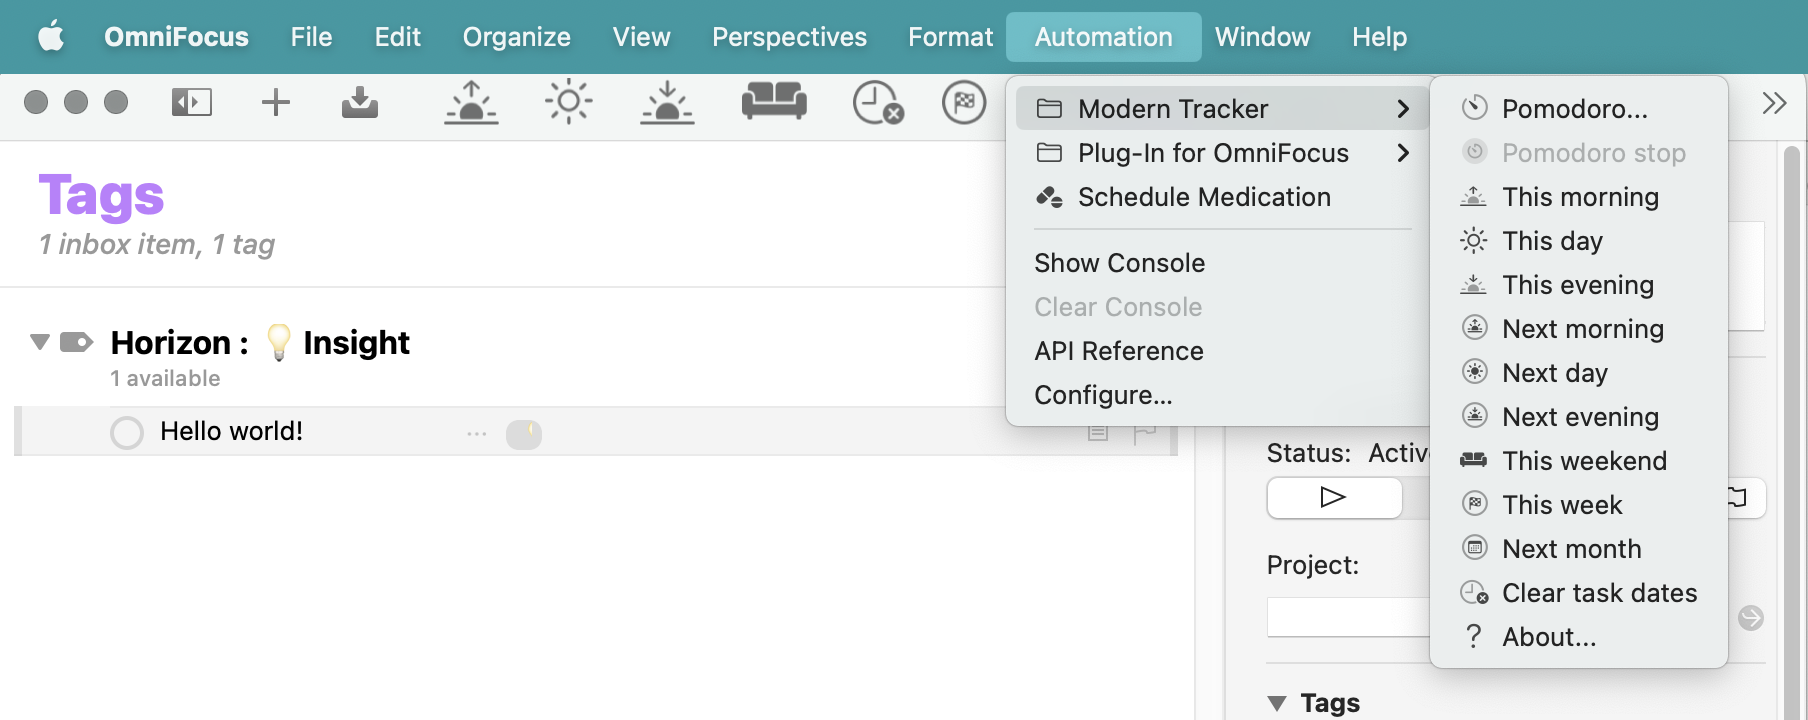 OmniFocus File Edit Organize View Perspectives Format Automation Window Help
Tags
1 inbox item, 1 tag
Horizon : 💡 Insight
1 available
Hello world!
Modern Tracker
Plug-In for OmniFocus
Schedule Medication
Show Console
Clear Console
API Reference
Configure...
Pomodoro...
Pomodoro stop
This morning
This day
This evening
Next morning
Next day
Next evening
This weekend
This week
Next month
Clear task dates
About...
Status:
Project:
Tags